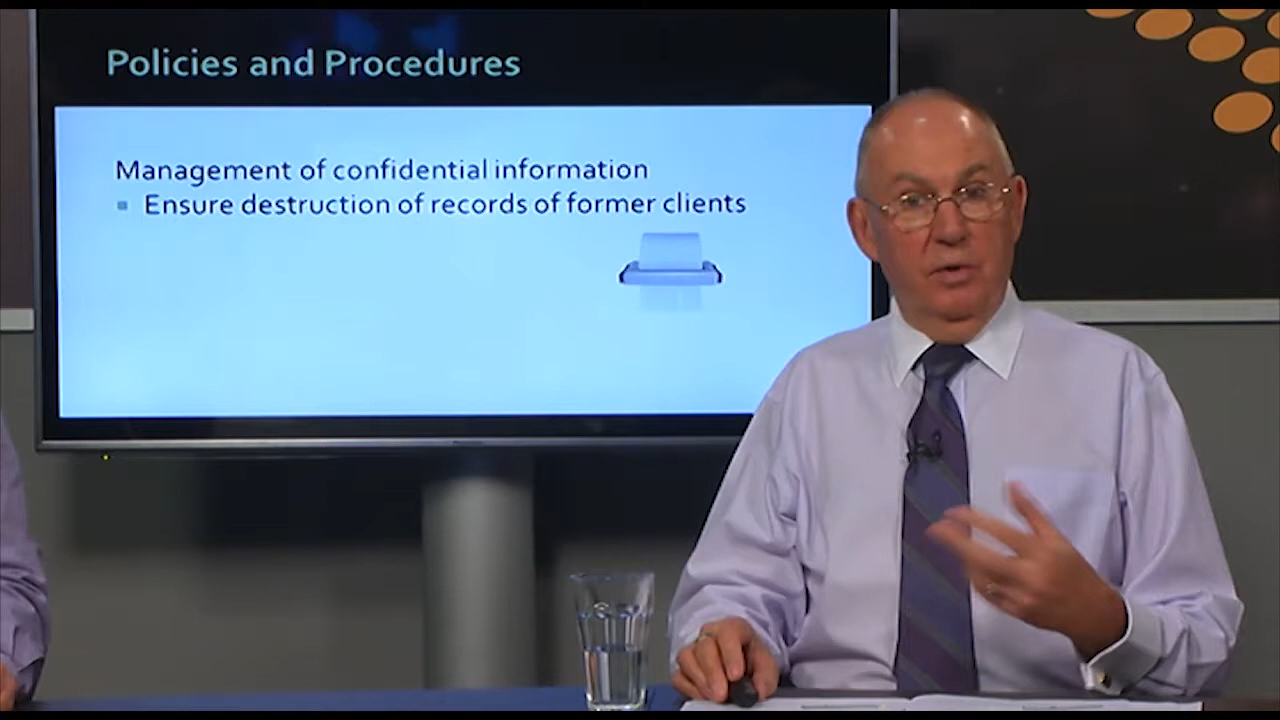 Policies and Procedures
Management of confidential information
Ensure destruction of records of former clients